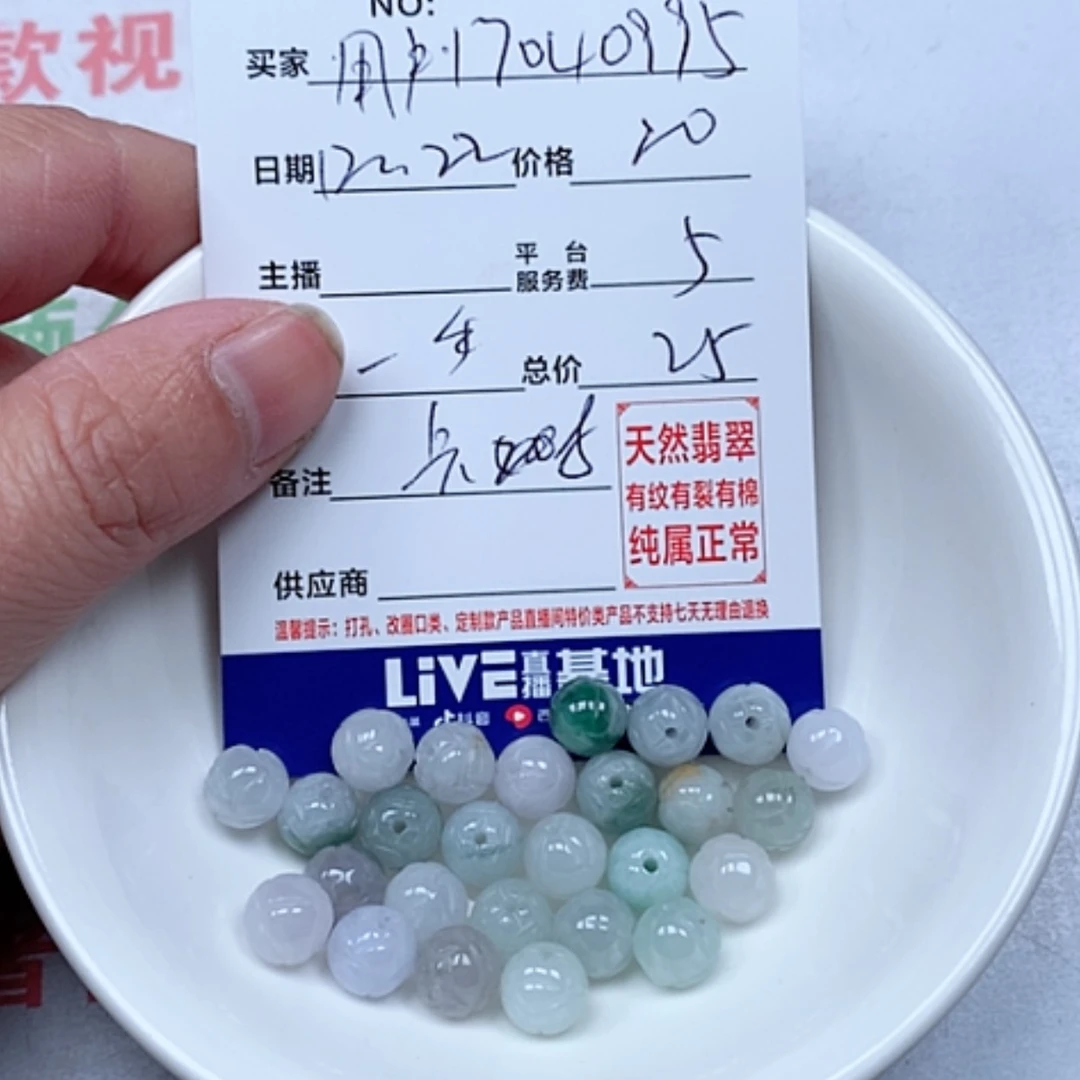 款视
NO:
买家 用户17040995
日期 12.22 价格 20
主播 平台服务费 5
总价 25
备注
天然翡翠
有纹有裂有棉
纯属正常
供应商
温馨提示：打孔、改圈口类、定制款产品直播间特价类产品不支持七天无理由退换
LiVE直播基地
抖音